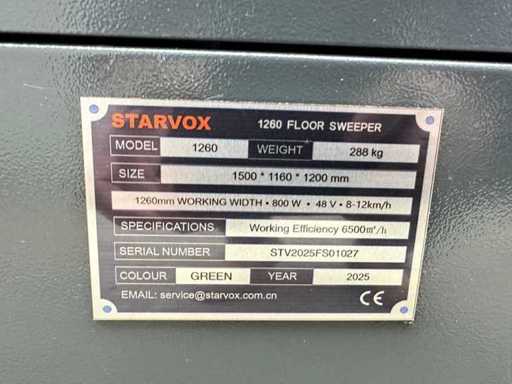 STARVOX 1260 FLOOR SWEEPER
MODEL 1260 WEIGHT 288 kg
SIZE 1500 * 1160 * 1200 mm
1260mm WORKING WIDTH • 800 W • 48 V • 8-12km/h
SPECIFICATIONS Working Efficiency 6500㎡/h
SERIAL NUMBER STV2025FS01027
COLOUR GREEN YEAR 2025
EMAIL: service@starvox.com.cn CE